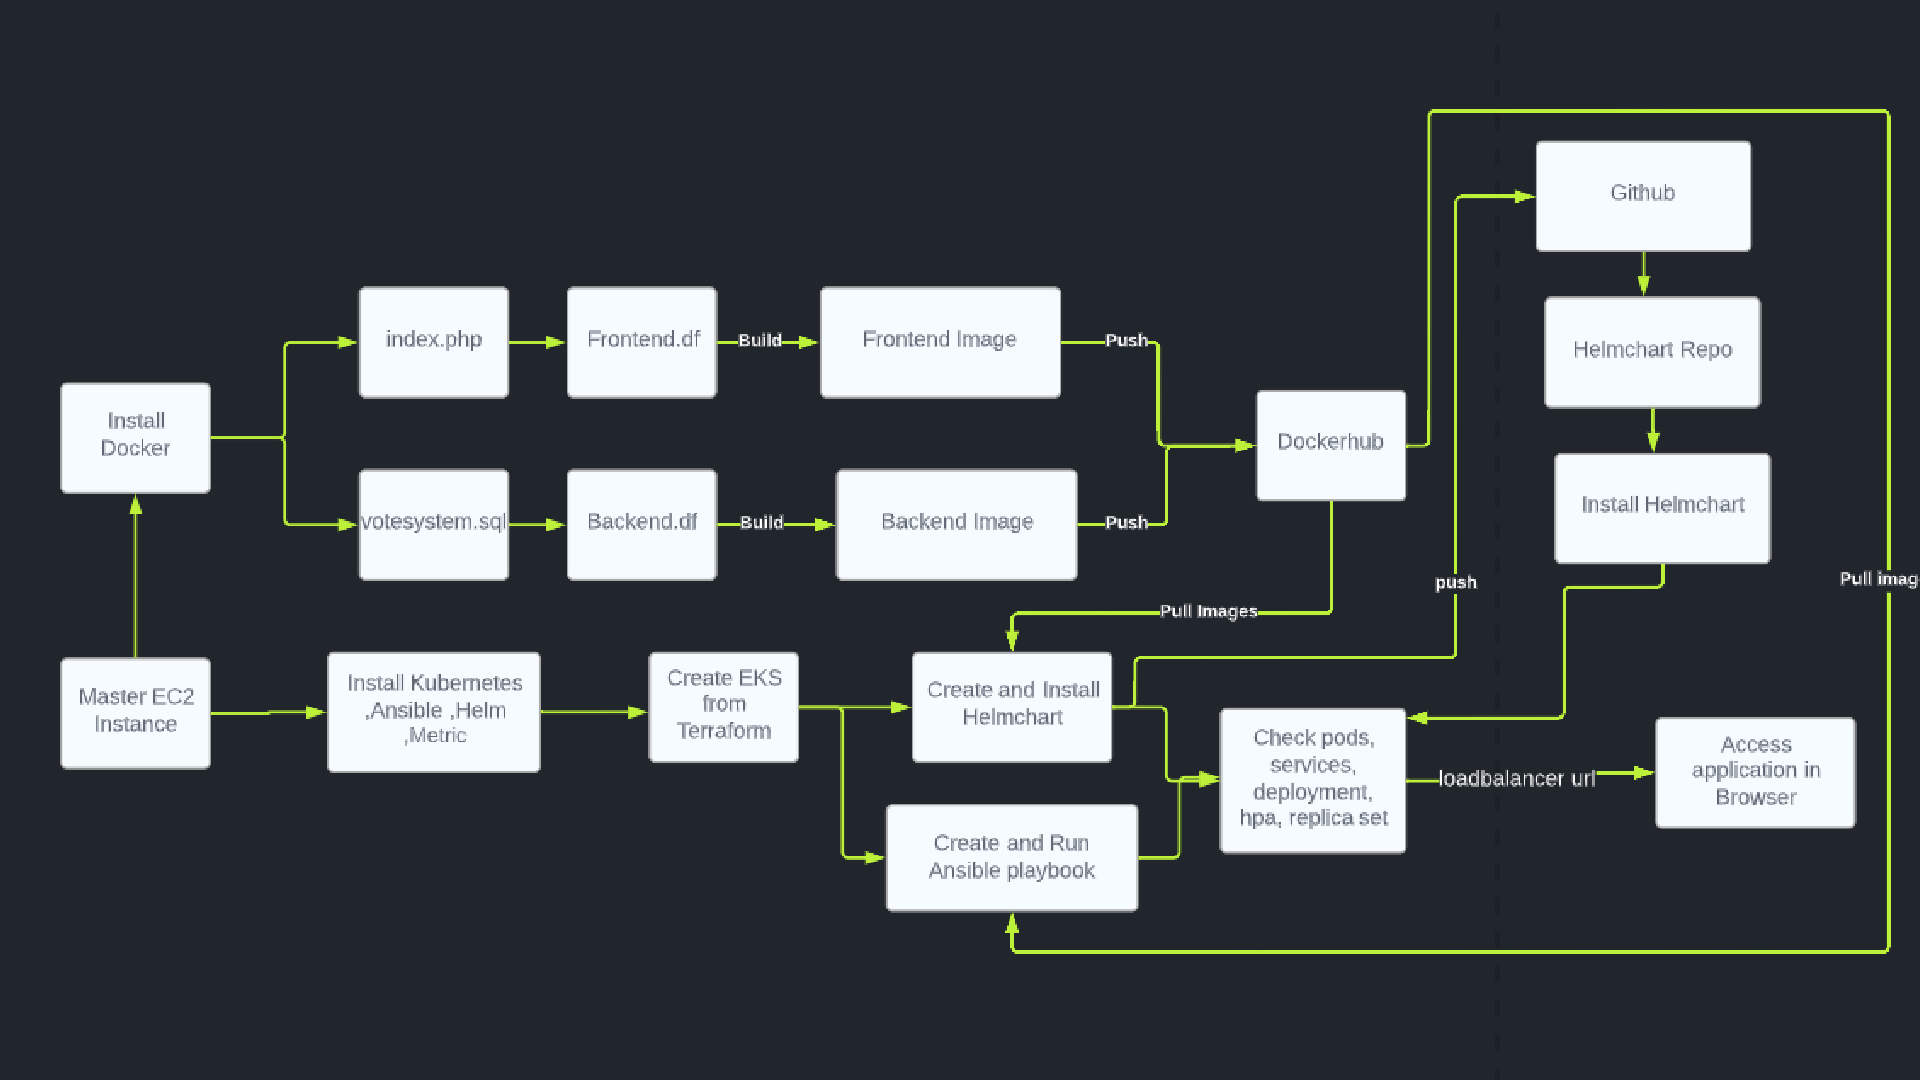 Github
index.php
Frontend.df
Build
Frontend Image
Push
Helmchart Repo
Install
Docker
Dockerhub
votesystem.sql
Backend.df
Build
Backend Image
Push
Install Helmchart
push
Pull imag
Pull Images
Master EC2
Instance
Install Kubernetes
,Ansible ,Helm
,Metric
Create EKS
from
Terraform
Create and Install
Helmchart
Check pods,
services,
deployment,
hpa, replica set
loadbalancer url
Access
application in
Browser
Create and Run
Ansible playbook